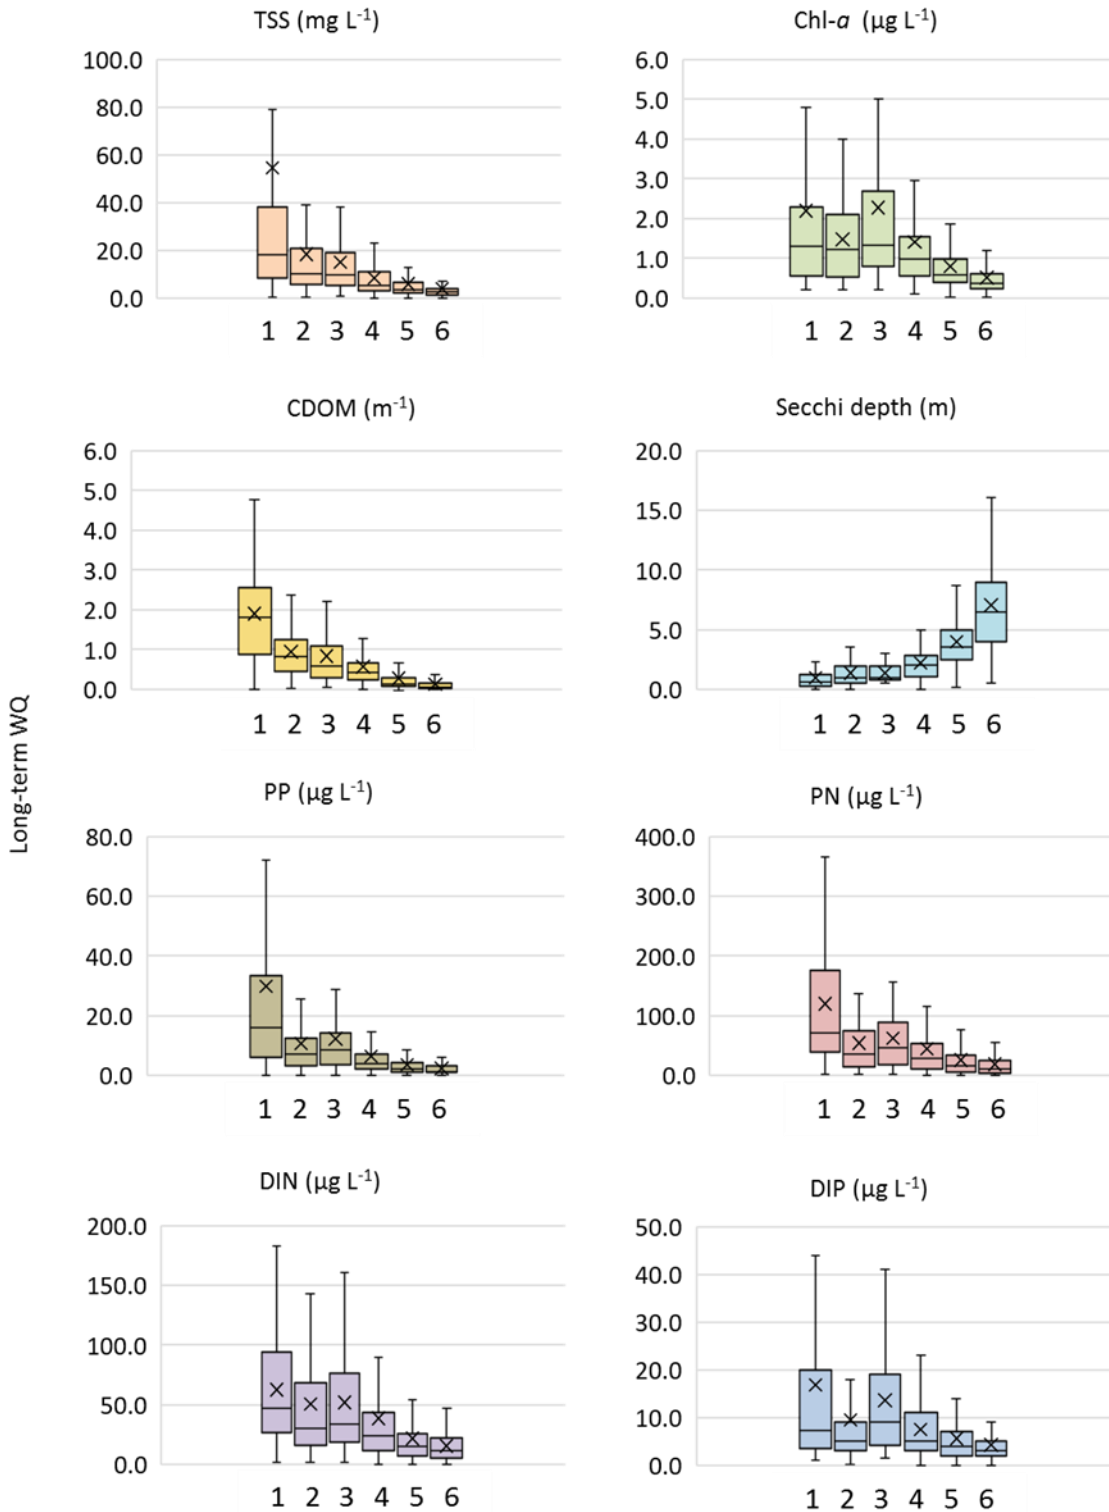 TSS (mg L⁻¹)
100.0
80.0
60.0
40.0
20.0
0.0
1 2 3 4 5 6
Chl-a (µg L⁻¹)
6.0
5.0
4.0
3.0
2.0
1.0
0.0
1 2 3 4 5 6
CDOM (m⁻¹)
6.0
5.0
4.0
3.0
2.0
1.0
0.0
1 2 3 4 5 6
Secchi depth (m)
20.0
15.0
10.0
5.0
0.0
1 2 3 4 5 6
Long-term WQ
PP (µg L⁻¹)
80.0
60.0
40.0
20.0
0.0
1 2 3 4 5 6
PN (µg L⁻¹)
400.0
300.0
200.0
100.0
0.0
1 2 3 4 5 6
DIN (µg L⁻¹)
200.0
150.0
100.0
50.0
0.0
1 2 3 4 5 6
DIP (µg L⁻¹)
50.0
40.0
30.0
20.0
10.0
0.0
1 2 3 4 5 6